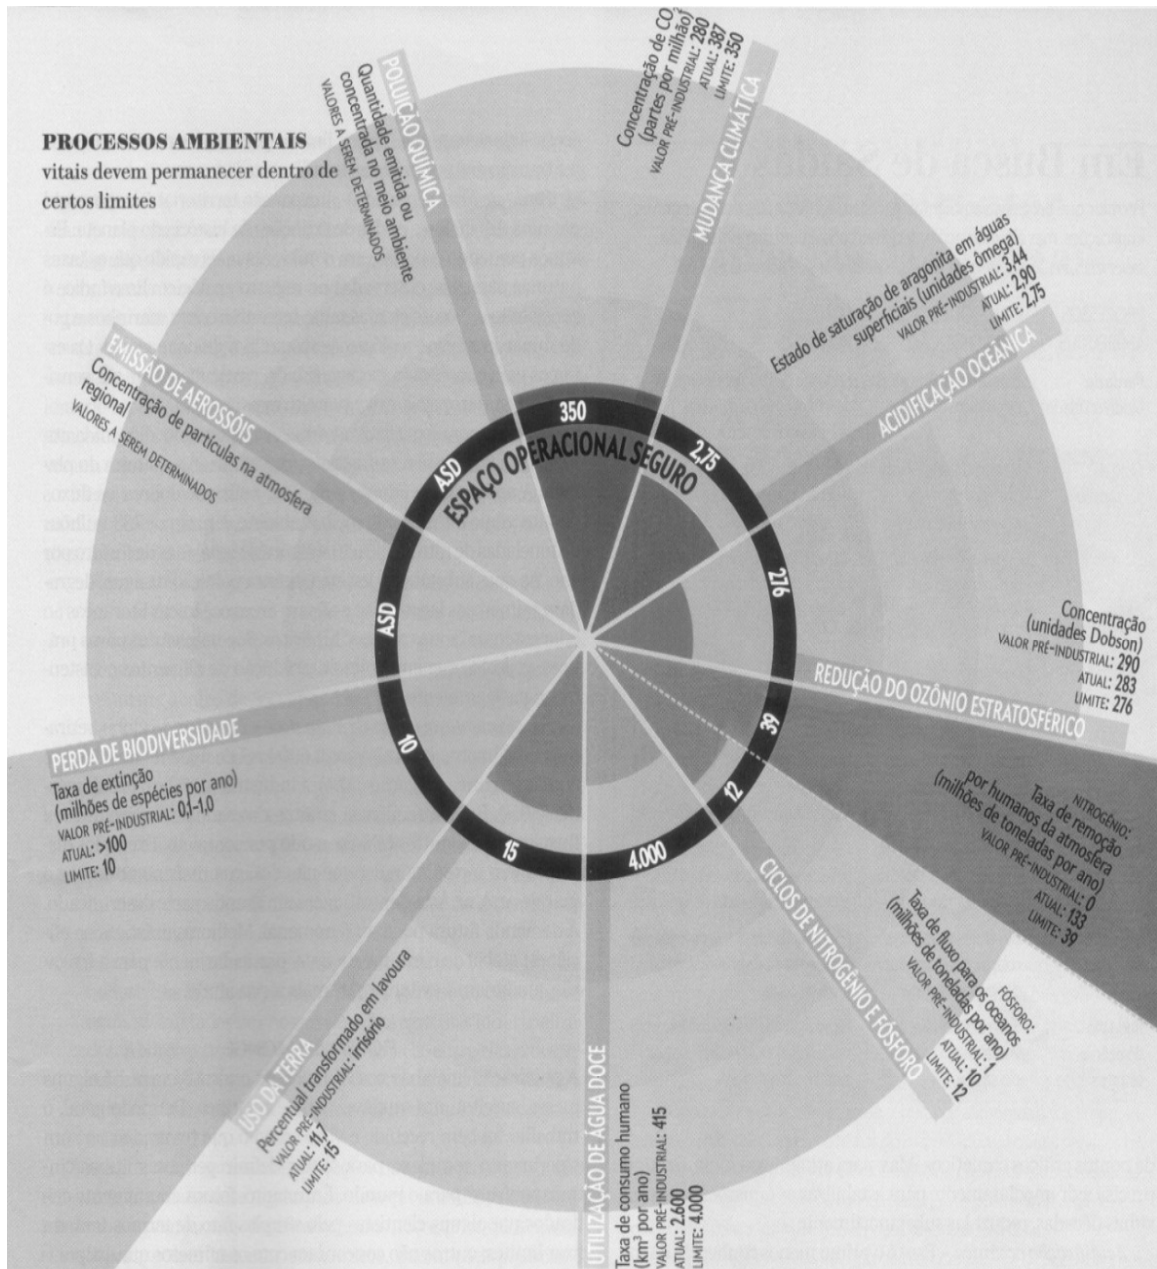 PROCESSOS AMBIENTAIS
vitais devem permanecer dentro de
certos limites
POLUIÇÃO QUÍMICA
Quantidade emitida ou
concentrada no meio ambiente
VALORES A SEREM DETERMINADOS
Concentração de CO
(partes por milhão)
VALOR PRÉ-INDUSTRIAL: 280
ATUAL: 387
LIMITE: 350
MUDANÇA CLIMÁTICA
Estado de saturação de aragonita em águas
superficiais (unidades ômega)
VALOR PRÉ-INDUSTRIAL: 3,44
ATUAL: 2,90
LIMITE: 2,75
ACIDIFICAÇÃO OCEÂNICA
Concentração
(unidades Dobson)
VALOR PRÉ-INDUSTRIAL: 290
ATUAL: 283
LIMITE: 276
REDUÇÃO DO OZÔNIO ESTRATOSFÉRICO
NITROGÊNIO:
Taxa de remoção
por humanos da atmosfera
(milhões de toneladas por ano)
VALOR PRÉ-INDUSTRIAL: 0
ATUAL: 133
LIMITE: 39
FÓSFORO:
Taxa de fluxo para os oceanos
(milhões de toneladas por ano)
VALOR PRÉ-INDUSTRIAL: 1
ATUAL: 10
LIMITE: 12
CICLOS DE NITROGÊNIO E FÓSFORO
UTILIZAÇÃO DE ÁGUA DOCE
Taxa de consumo humano
(km³ por ano)
VALOR PRÉ-INDUSTRIAL: 415
ATUAL: 2.600
LIMITE: 4.000
USO DA TERRA
Percentual transformado em lavoura
VALOR PRÉ-INDUSTRIAL: irrisório
ATUAL: 11,7
LIMITE: 15
PERDA DE BIODIVERSIDADE
Taxa de extinção
(milhões de espécies por ano)
VALOR PRÉ-INDUSTRIAL: 0,1-1,0
ATUAL: >100
LIMITE: 10
EMISSÃO DE AEROSSÓIS
Concentração de partículas na atmosfera
regional
VALORES A SEREM DETERMINADOS
ESPAÇO OPERACIONAL SEGURO
350
2,75
276
39
12
4.000
15
10
ASD
ASD